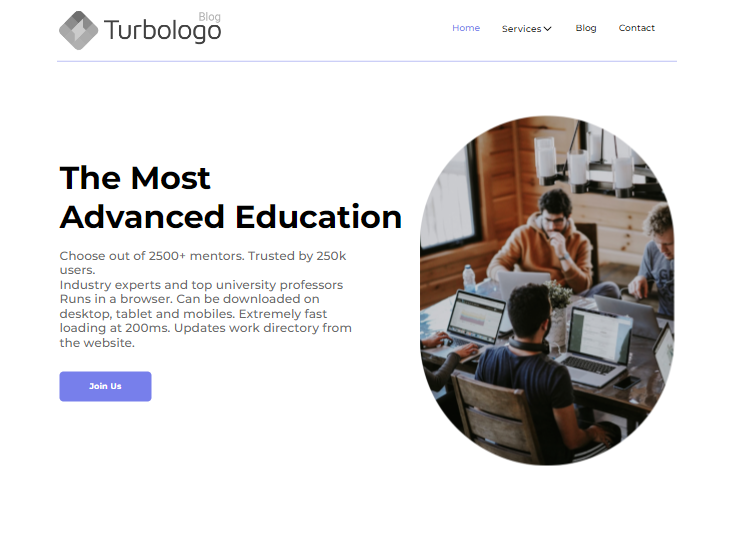 Blog
Turbologo
Home Services Blog Contact
The Most
Advanced Education
Choose out of 2500+ mentors. Trusted by 250k
users.
Industry experts and top university professors
Runs in a browser. Can be downloaded on
desktop, tablet and mobiles. Extremely fast
loading at 200ms. Updates work directory from
the website.
Join Us